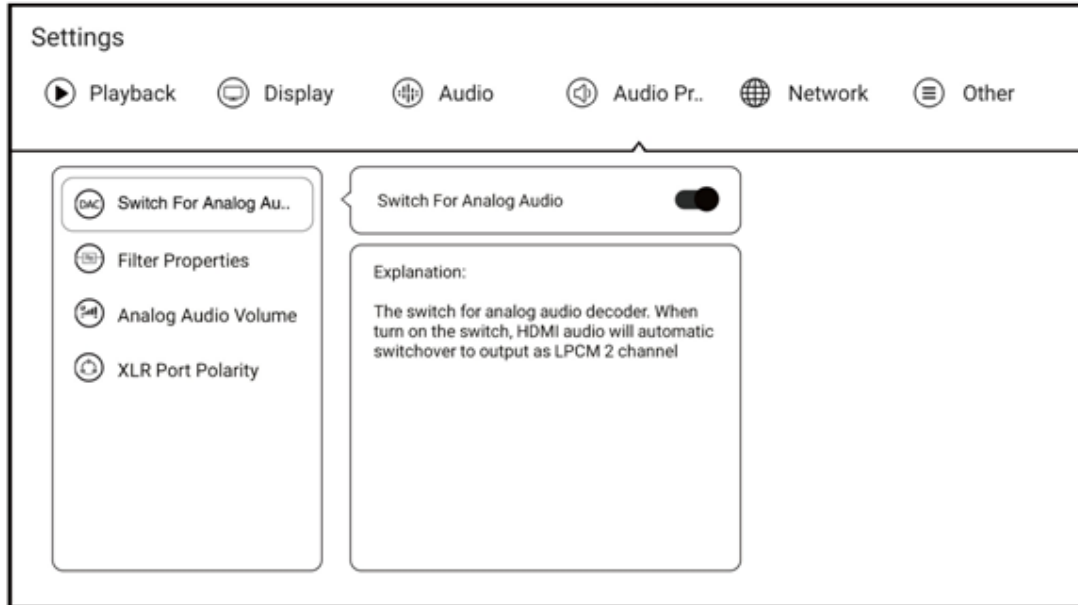 Settings
Playback Display Audio Audio Pr.. Network Other
DAC Switch For Analog Au..
Filter Properties
Analog Audio Volume
XLR Port Polarity
Switch For Analog Audio
Explanation:
The switch for analog audio decoder. When
turn on the switch, HDMI audio will automatic
switchover to output as LPCM 2 channel